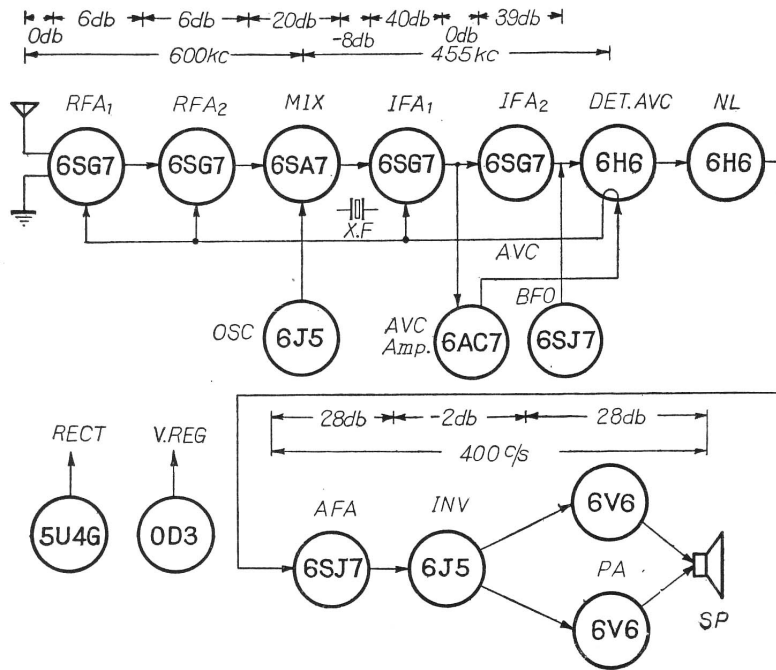 6db 6db 20db 40db 39db
0db -8db 0db
600kc 455kc
RFA1 RFA2 MIX IFA1 IFA2 DET.AVC NL
6SG7 6SG7 6SA7 6SG7 6SG7 6H6 6H6
X.F
AVC
OSC 6J5 AVC Amp. 6AC7 BFO 6SJ7
28db -2db 28db
400 c/s
RECT V.REG
5U4G OD3
AFA INV
6SJ7 6J5 6V6
PA
6V6
SP